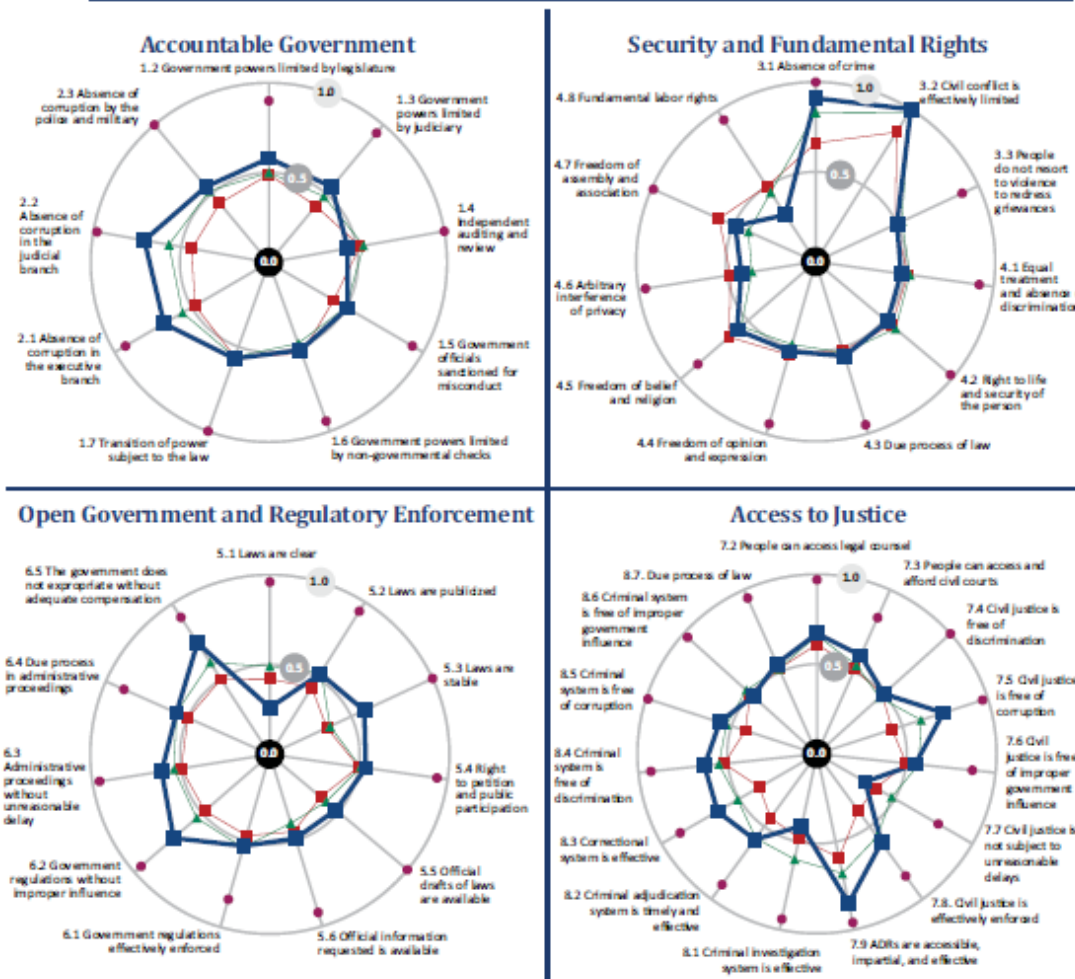 Accountable Government
1.2 Government powers limited by legislature
1.0
2.3 Absence of
corruption by the
police and military
1.3 Government
powers limited
by judiciary
0.5
2.2
Absence of
corruption
in the
judicial
branch
1.4
Independent
auditing and
review
0.0
2.1 Absence of
corruption in
the executive
branch
1.5 Government
officials
sanctioned for
misconduct
1.7 Transition of power
subject to the law
1.6 Government powers limited
by non-governmental checks
Security and Fundamental Rights
3.1 Absence of crime
1.0
4.8 Fundamental labor rights
3.2 Civil conflict is
effectively limited
4.7 Freedom of
assembly and
association
0.5
3.3 People
do not resort
to violence
to redress
grievances
0.0
4.6 Arbitrary
interference
of privacy
4.1 Equal
treatment
and absence
discrimination
4.5 Freedom of belief
and religion
4.2 Right to life
and security of
the person
4.4 Freedom of opinion
and expression
4.3 Due process of law
Open Government and Regulatory Enforcement
5.1 Laws are clear
1.0
6.5 The government does
not expropriate without
adequate compensation
5.2 Laws are publicized
6.4 Due process
in administrative
proceedings
0.5
5.3 Laws are
stable
0.0
6.3
Administrative
proceedings
without
unreasonable
delay
5.4 Right
to petition
and public
participation
6.2 Government
regulations without
improper influence
5.5 Official
drafts of laws
are available
6.1 Government regulations
effectively enforced
5.6 Official information
requested is available
Access to Justice
7.2 People can access legal counsel
1.0
8.7. Due process of law
7.3 People can access and
afford civil courts
8.6 Criminal system
is free of improper
government
influence
7.4 Civil justice is
free of
discrimination
0.5
8.5 Criminal
system is free
of corruption
7.5 Civil justice
is free of
corruption
0.0
8.4 Criminal
system is
free of
discrimination
7.6 Civil
justice is free
of improper
government
influence
8.3 Correctional
system is effective
7.7 Civil justice is
not subject to
unreasonable
delays
8.2 Criminal adjudication
system is timely and
effective
7.8. Civil justice is
effectively enforced
8.1 Criminal investigation
system is effective
7.9 ADRs are accessible,
impartial, and effective